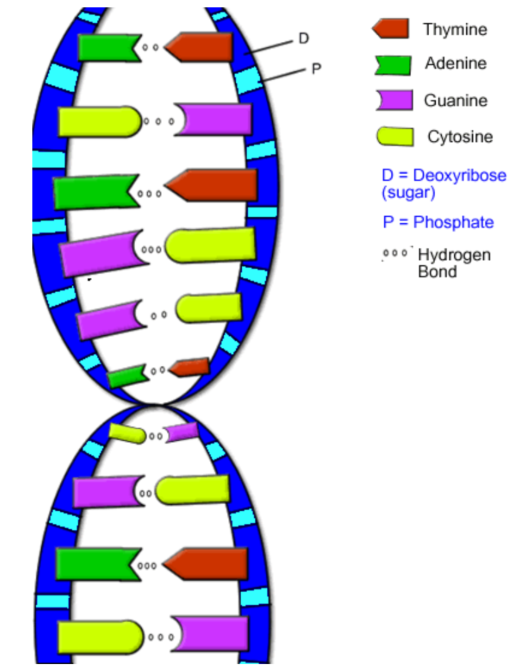 D
P
Thymine
Adenine
Guanine
Cytosine
D = Deoxyribose
(sugar)
P = Phosphate
Hydrogen
Bond